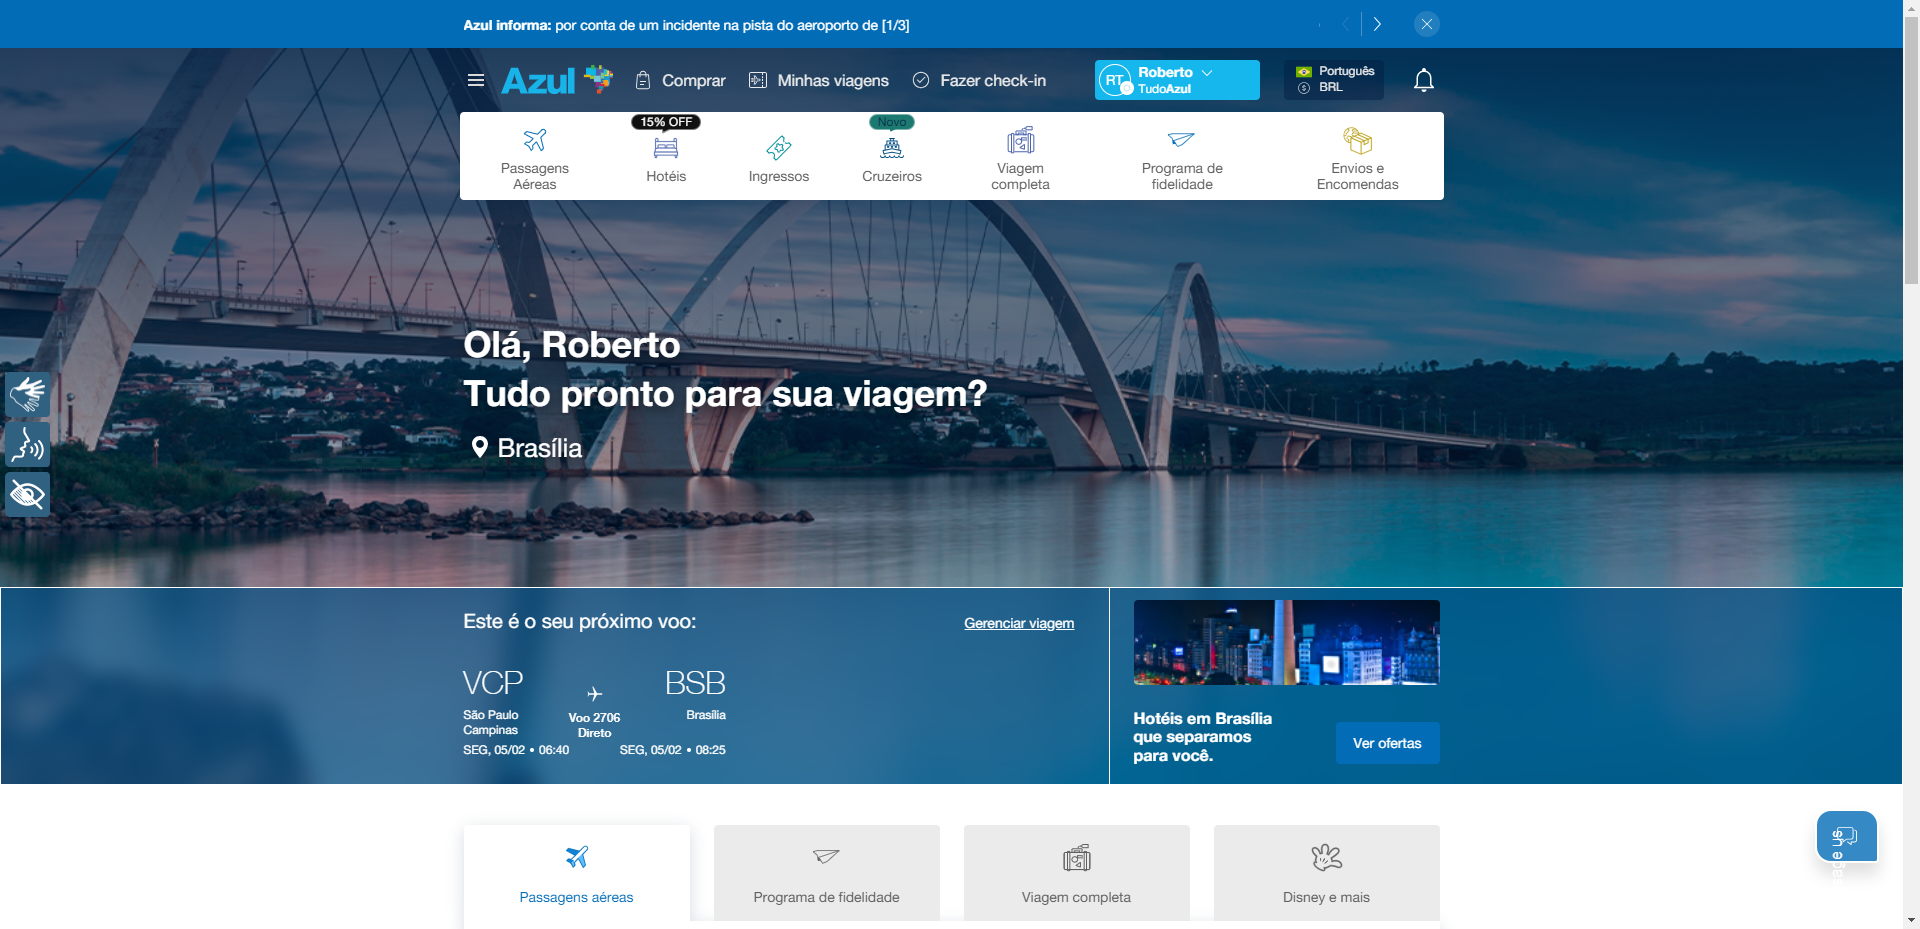 Azul informa: por conta de um incidente na pista do aeroporto de [1/3]
Azul
Comprar
Minhas viagens
Fazer check-in
RT
Roberto
TudoAzul
Português
BRL
15% OFF
Novo
Passagens
Aéreas
Hotéis
Ingressos
Cruzeiros
Viagem
completa
Programa de
fidelidade
Envios e
Encomendas
Olá, Roberto
Tudo pronto para sua viagem?
Brasília
Este é o seu próximo voo:
Gerenciar viagem
VCP
BSB
São Paulo
Campinas
Voo 2706
Direto
Brasília
SEG, 05/02 • 06:40
SEG, 05/02 • 08:25
Hotéis em Brasília
que separamos
para você.
Ver ofertas
Passagens aéreas
Programa de fidelidade
Viagem completa
Disney e mais